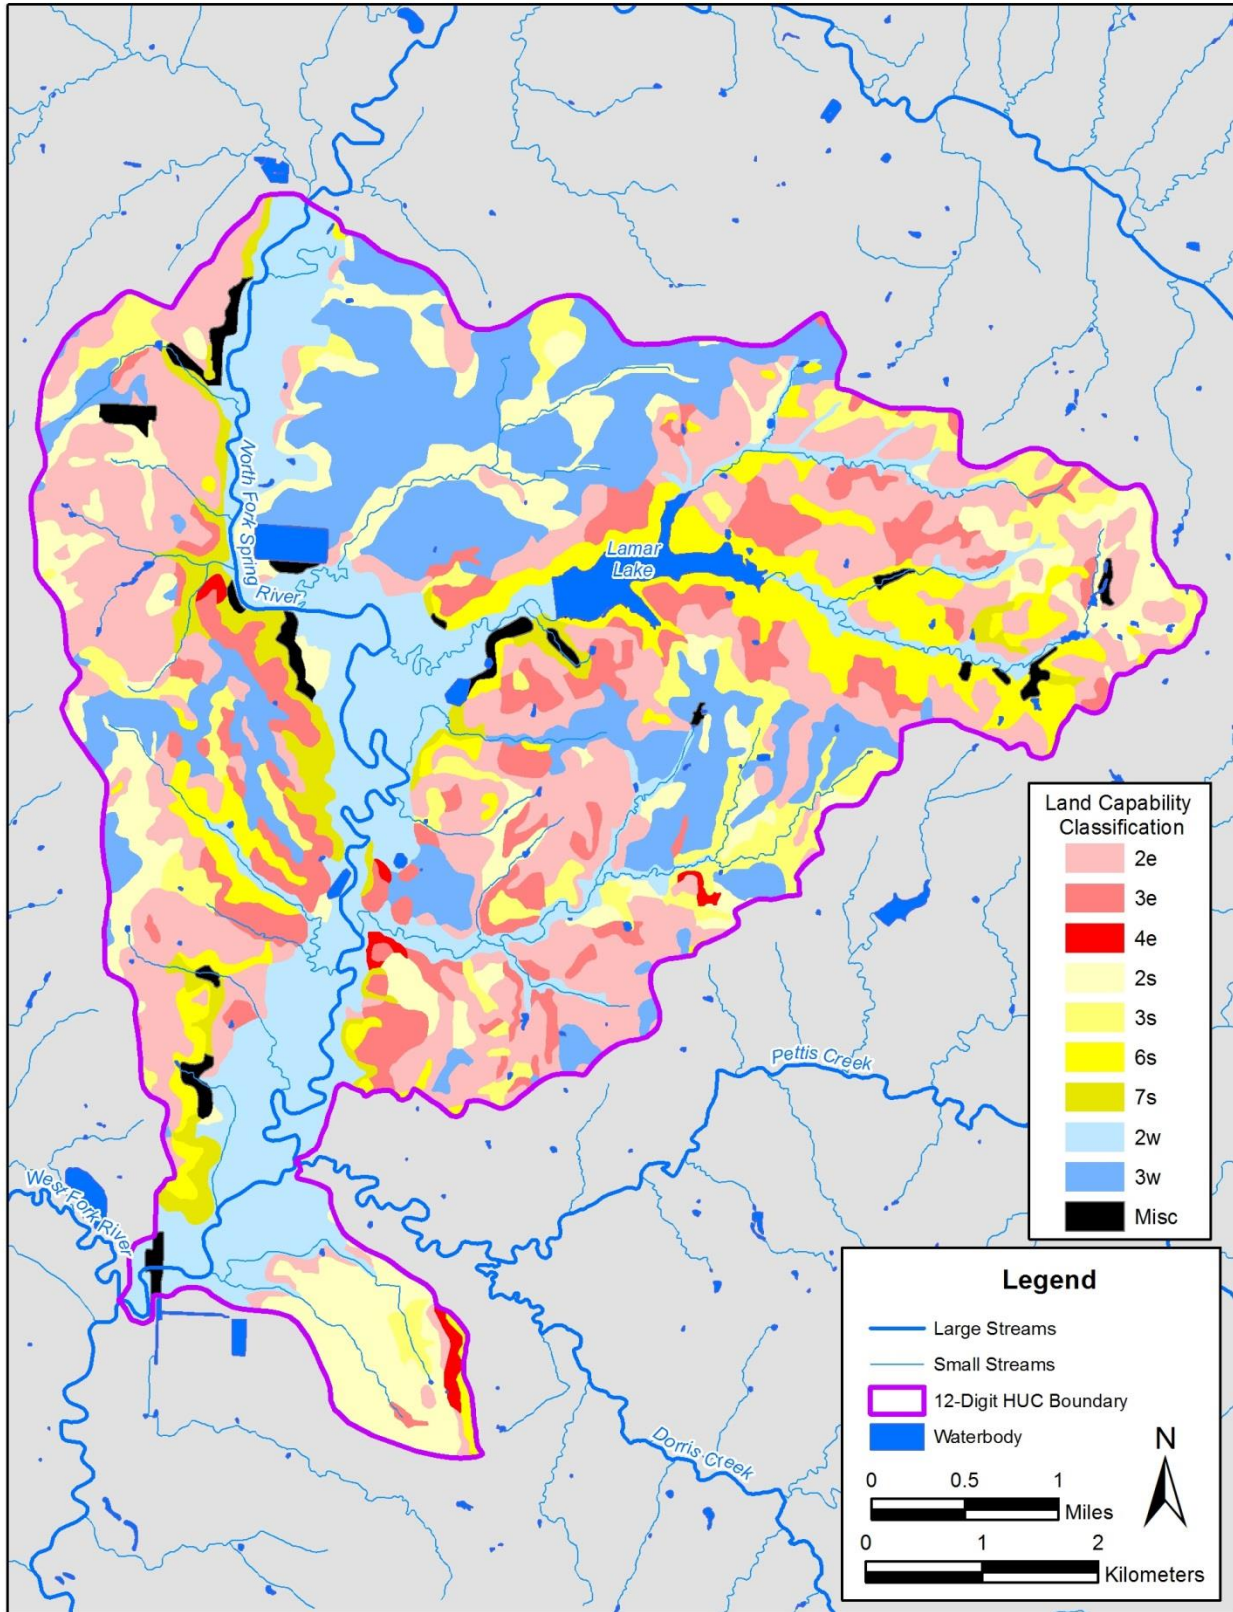 North Fork Spring
River
Lamar
Lake
Pettis Creek
West Fork River
Dorris Creek
Land Capability
Classification
2e
3e
4e
2s
3s
6s
7s
2w
3w
Misc
Legend
Large Streams
Small Streams
12-Digit HUC Boundary
Waterbody
N
0 0.5 1
Miles
0 1 2
Kilometers